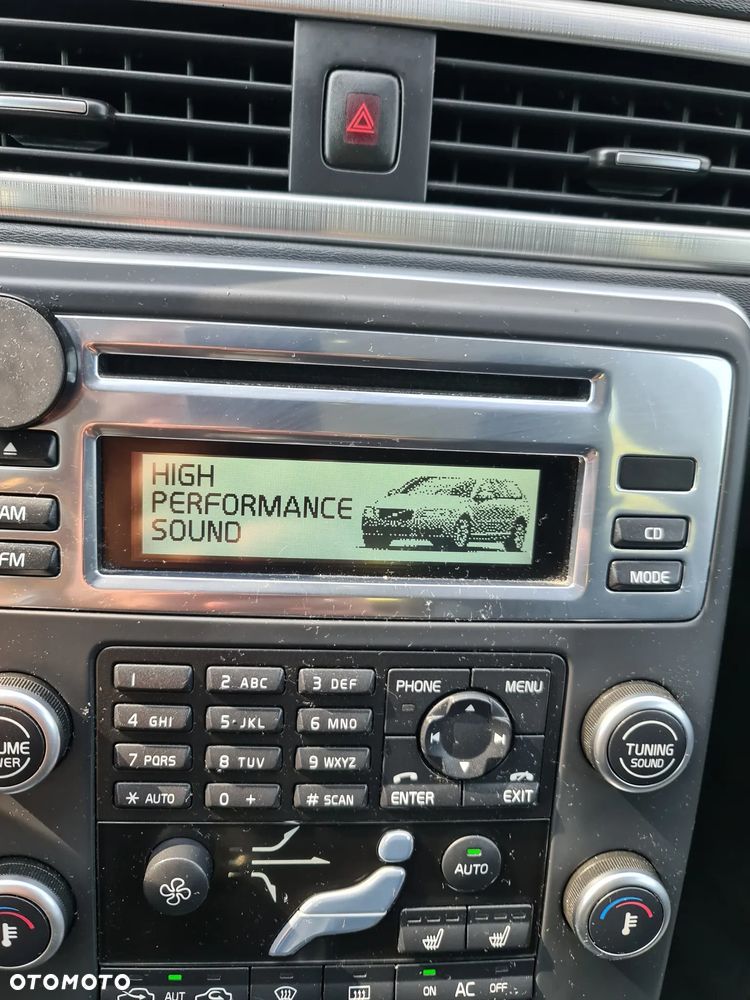 HIGH
PERFORMANCE
SOUND
AM
FM
CD
MODE
1
2 ABC
3 DEF
PHONE
MENU
4 GHI
5·JKL
6 MNO
7 PQRS
8 TUV
9 WXYZ
* AUTO
0 +
# SCAN
ENTER
EXIT
TUNING
SOUND
AUTO
AUT
ON
AC
OFF
OTOMOTO